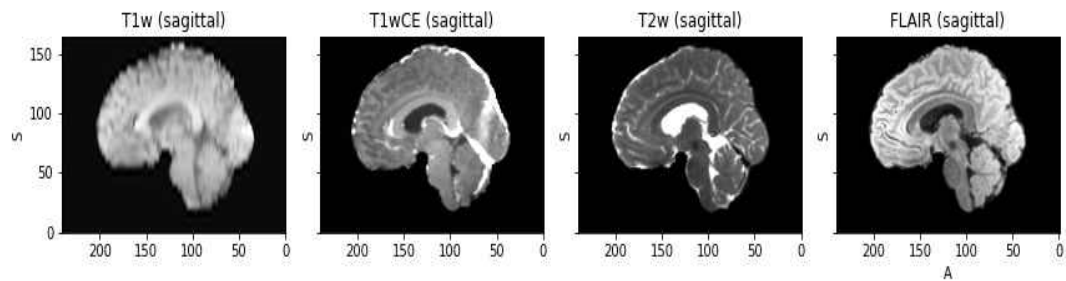 T1w (sagittal) T1wCE (sagittal) T2w (sagittal) FLAIR (sagittal)
150
100
50
0
S S S S
200 150 100 50 0 200 150 100 50 0 200 150 100 50 0 200 150 100 50 0
A